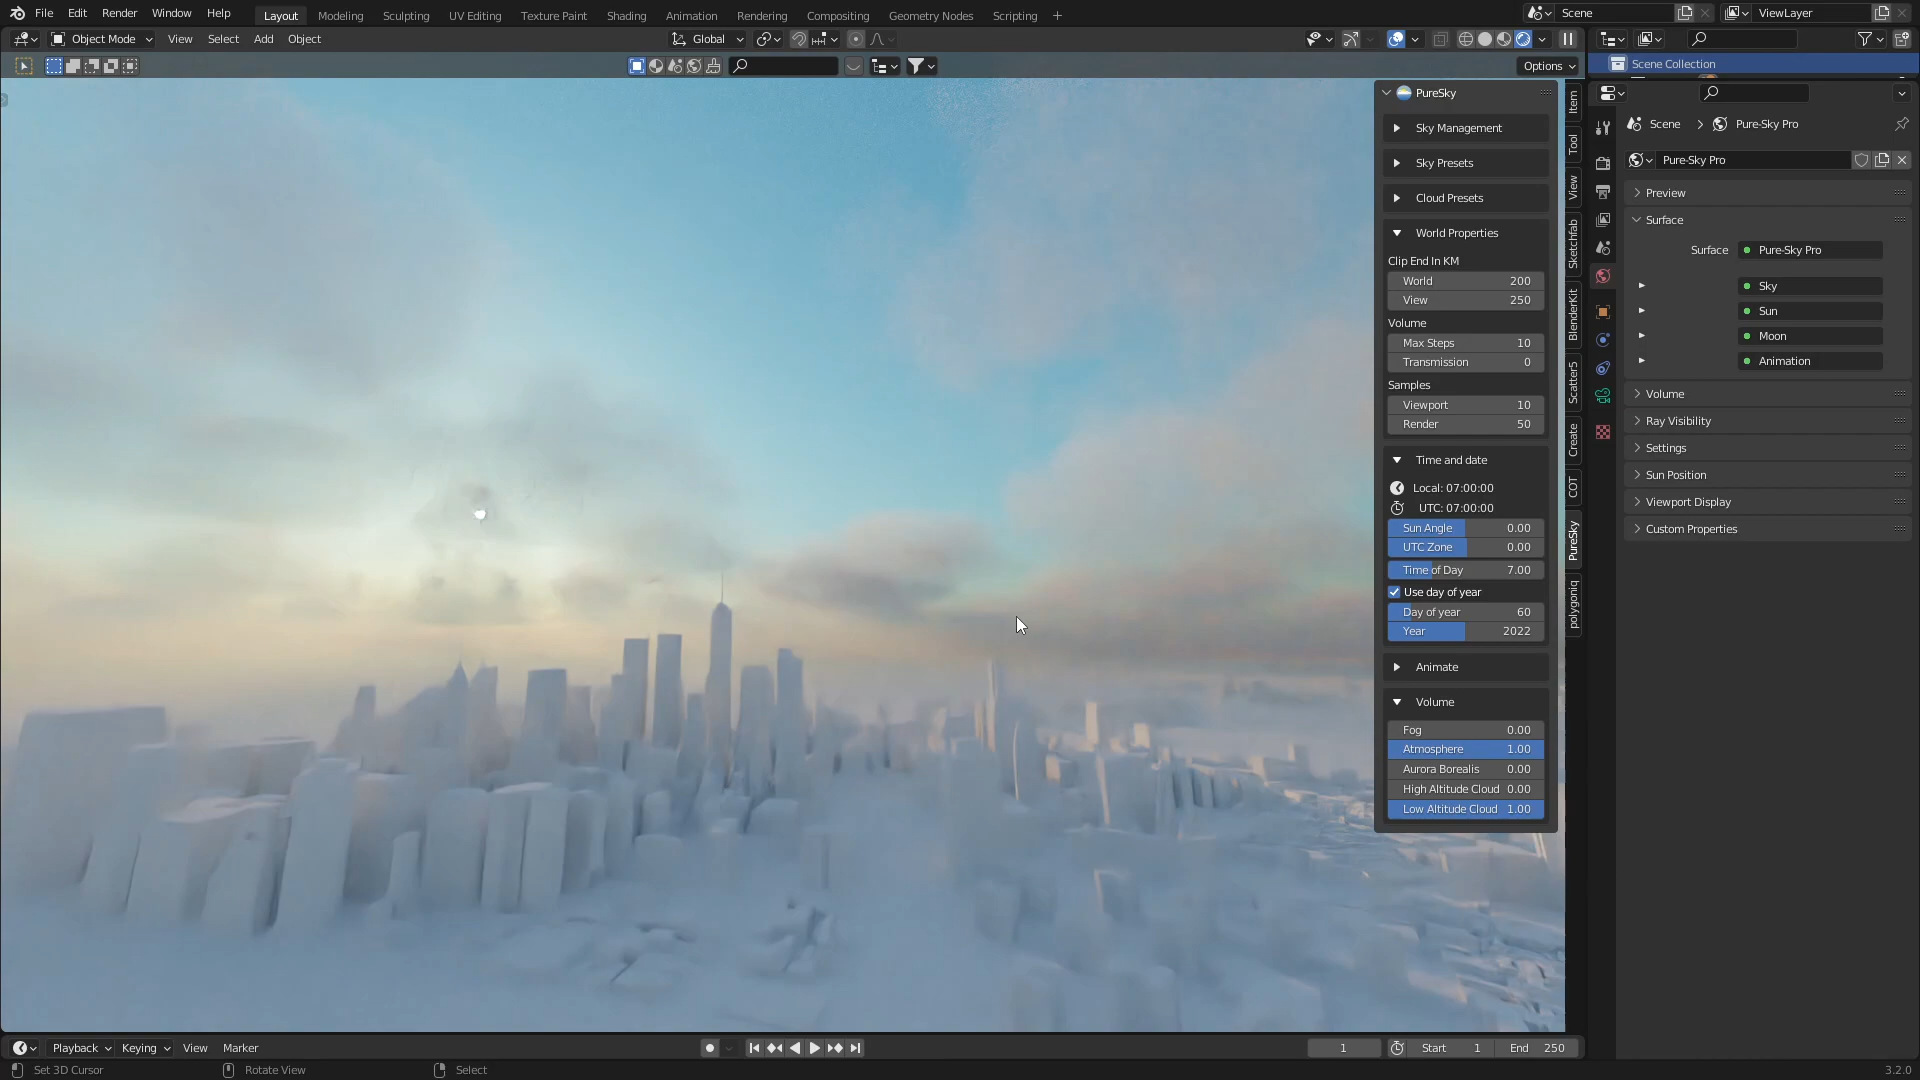 File Edit Render Window Help Layout Modeling Sculpting UV Editing Texture Paint Shading Animation Rendering Compositing Geometry Nodes Scripting + Scene ViewLayer
Object Mode View Select Add Object Global
Options
Scene Collection
PureSky
Sky Management
Sky Presets
Cloud Presets
World Properties
Clip End In KM
World 200
View 250
Volume
Max Steps 10
Transmission 0
Samples
Viewport 10
Render 50
Time and date
Local: 07:00:00
UTC: 07:00:00
Sun Angle 0.00
UTC Zone 0.00
Time of Day 7.00
Use day of year
Day of year 60
Year 2022
Animate
Volume
Fog 0.00
Atmosphere 1.00
Aurora Borealis 0.00
High Altitude Cloud 0.00
Low Altitude Cloud 1.00
Item
Tool
View
Sketchfab
BlenderKit
Scatter5
Create
COT
PureSky
polygoniq
Scene > Pure-Sky Pro
Pure-Sky Pro
Preview
Surface
Surface Pure-Sky Pro
Sky
Sun
Moon
Animation
Volume
Ray Visibility
Settings
Sun Position
Viewport Display
Custom Properties
Playback Keying View Marker 1 Start 1 End 250
Set 3D Cursor Rotate View Select 3.2.0